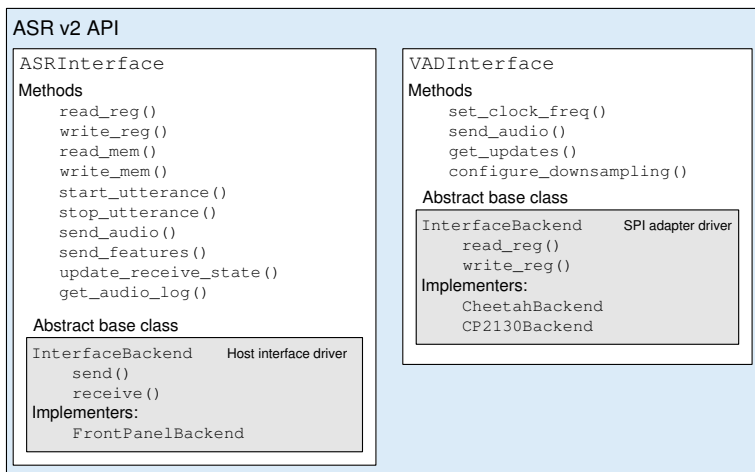 ASR v2 API
ASRInterface
Methods
read_reg()
write_reg()
read_mem()
write_mem()
start_utterance()
stop_utterance()
send_audio()
send_features()
update_receive_state()
get_audio_log()
Abstract base class
InterfaceBackend Host interface driver
send()
receive()
Implementers:
FrontPanelBackend
VADInterface
Methods
set_clock_freq()
send_audio()
get_updates()
configure_downsampling()
Abstract base class
InterfaceBackend SPI adapter driver
read_reg()
write_reg()
Implementers:
CheetahBackend
CP2130Backend